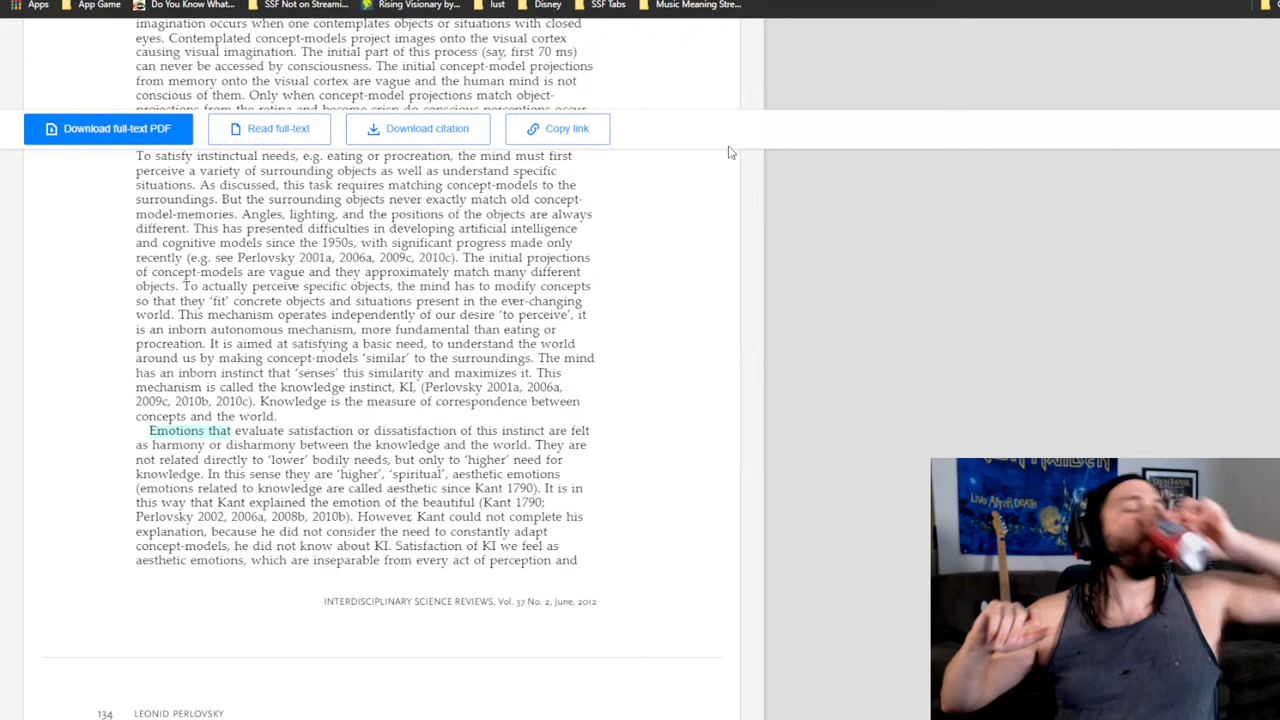 Apps App Game Do You Know What... SSF Not on Streami... Rising Visionary by... lust Disney SSF Tabs Music Meaning Stre...
imagination occurs when one contemplates objects or situations with closed
eyes. Contemplated concept-models project images onto the visual cortex
causing visual imagination. The initial part of this process (say, first 70 ms)
can never be accessed by consciousness. The initial concept-model projections
from memory onto the visual cortex are vague and the human mind is not
conscious of them. Only when concept-model projections match object-
projections from the retina and become crisp do conscious perceptions occur
Download full-text PDF Read full-text Download citation Copy link
To satisfy instinctual needs, e.g. eating or procreation, the mind must first
perceive a variety of surrounding objects as well as understand specific
situations. As discussed, this task requires matching concept-models to the
surroundings. But the surrounding objects never exactly match old concept-
model-memories. Angles, lighting, and the positions of the objects are always
different. This has presented difficulties in developing artificial intelligence
and cognitive models since the 1950s, with significant progress made only
recently (e.g. see Perlovsky 2001a, 2006a, 2009c, 2010c). The initial projections
of concept-models are vague and they approximately match many different
objects. To actually perceive specific objects, the mind has to modify concepts
so that they ‘fit’ concrete objects and situations present in the ever-changing
world. This mechanism operates independently of our desire ‘to perceive’, it
is an inborn autonomous mechanism, more fundamental than eating or
procreation. It is aimed at satisfying a basic need, to understand the world
around us by making concept-models ‘similar’ to the surroundings. The mind
has an inborn instinct that ‘senses’ this similarity and maximizes it. This
mechanism is called the knowledge instinct, KI, (Perlovsky 2001a, 2006a,
2009c, 2010b, 2010c). Knowledge is the measure of correspondence between
concepts and the world.
Emotions that evaluate satisfaction or dissatisfaction of this instinct are felt
as harmony or disharmony between the knowledge and the world. They are
not related directly to ‘lower’ bodily needs, but only to ‘higher’ need for
knowledge. In this sense they are ‘higher’, ‘spiritual’, aesthetic emotions
(emotions related to knowledge are called aesthetic since Kant 1790). It is in
this way that Kant explained the emotion of the beautiful (Kant 1790;
Perlovsky 2002, 2006a, 2008b, 2010b). However, Kant could not complete his
explanation, because he did not consider the need to constantly adapt
concept-models, he did not know about KI. Satisfaction of KI we feel as
aesthetic emotions, which are inseparable from every act of perception and
INTERDISCIPLINARY SCIENCE REVIEWS, Vol. 37 No. 2, June, 2012
LIVE AFTER DEATH
134 LEONID PERLOVSKY